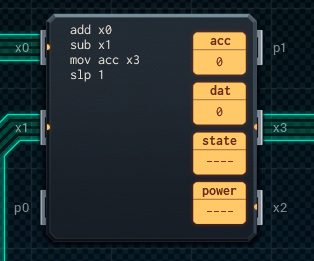 add x0
sub x1
mov acc x3
slp 1
acc
0
dat
0
state
----
power
----
x0
x1
p0
p1
x3
x2